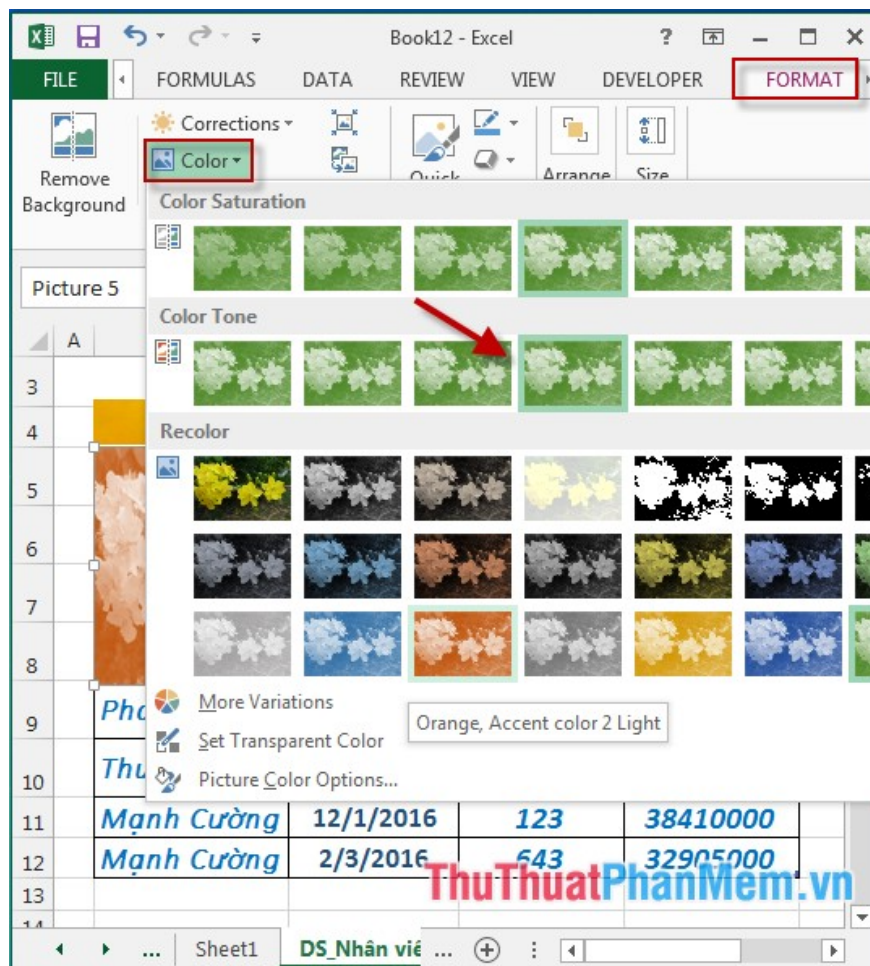 Book12 - Excel
FILE FORMULAS DATA REVIEW VIEW DEVELOPER FORMAT
Corrections
Color
Remove
Background
Quick
Arrange
Size
Color Saturation
Picture 5
Color Tone
A
3
4
Recolor
5
6
7
8
More Variations
Orange, Accent color 2 Light
9
Set Transparent Color
10
Picture Color Options...
11 Mạnh Cường 12/1/2016 123 38410000
12 Mạnh Cường 2/3/2016 643 32905000
ThuThuatPhanMem.vn
13
14
... Sheet1 DS_Nhân viê ...